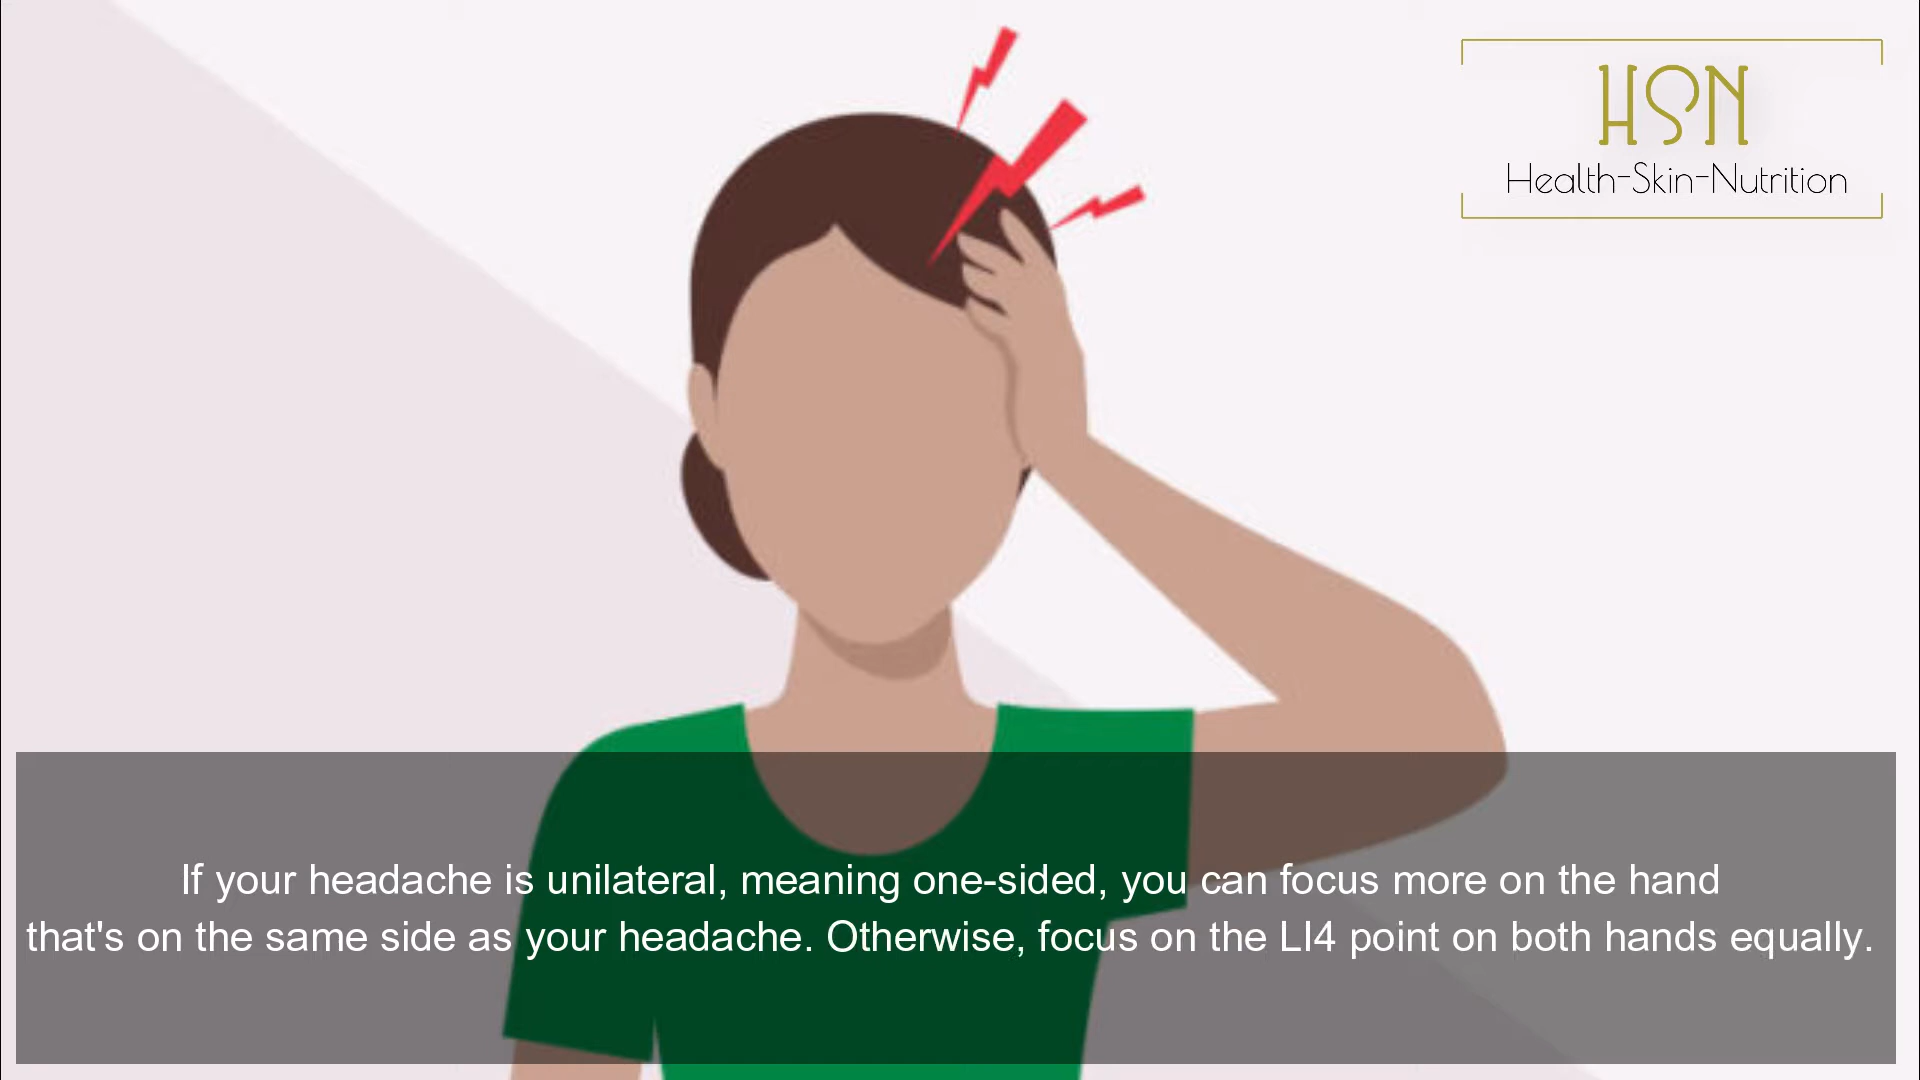 HSN
Health-Skin-Nutrition
If your headache is unilateral, meaning one-sided, you can focus more on the hand
that's on the same side as your headache. Otherwise, focus on the LI4 point on both hands equally.